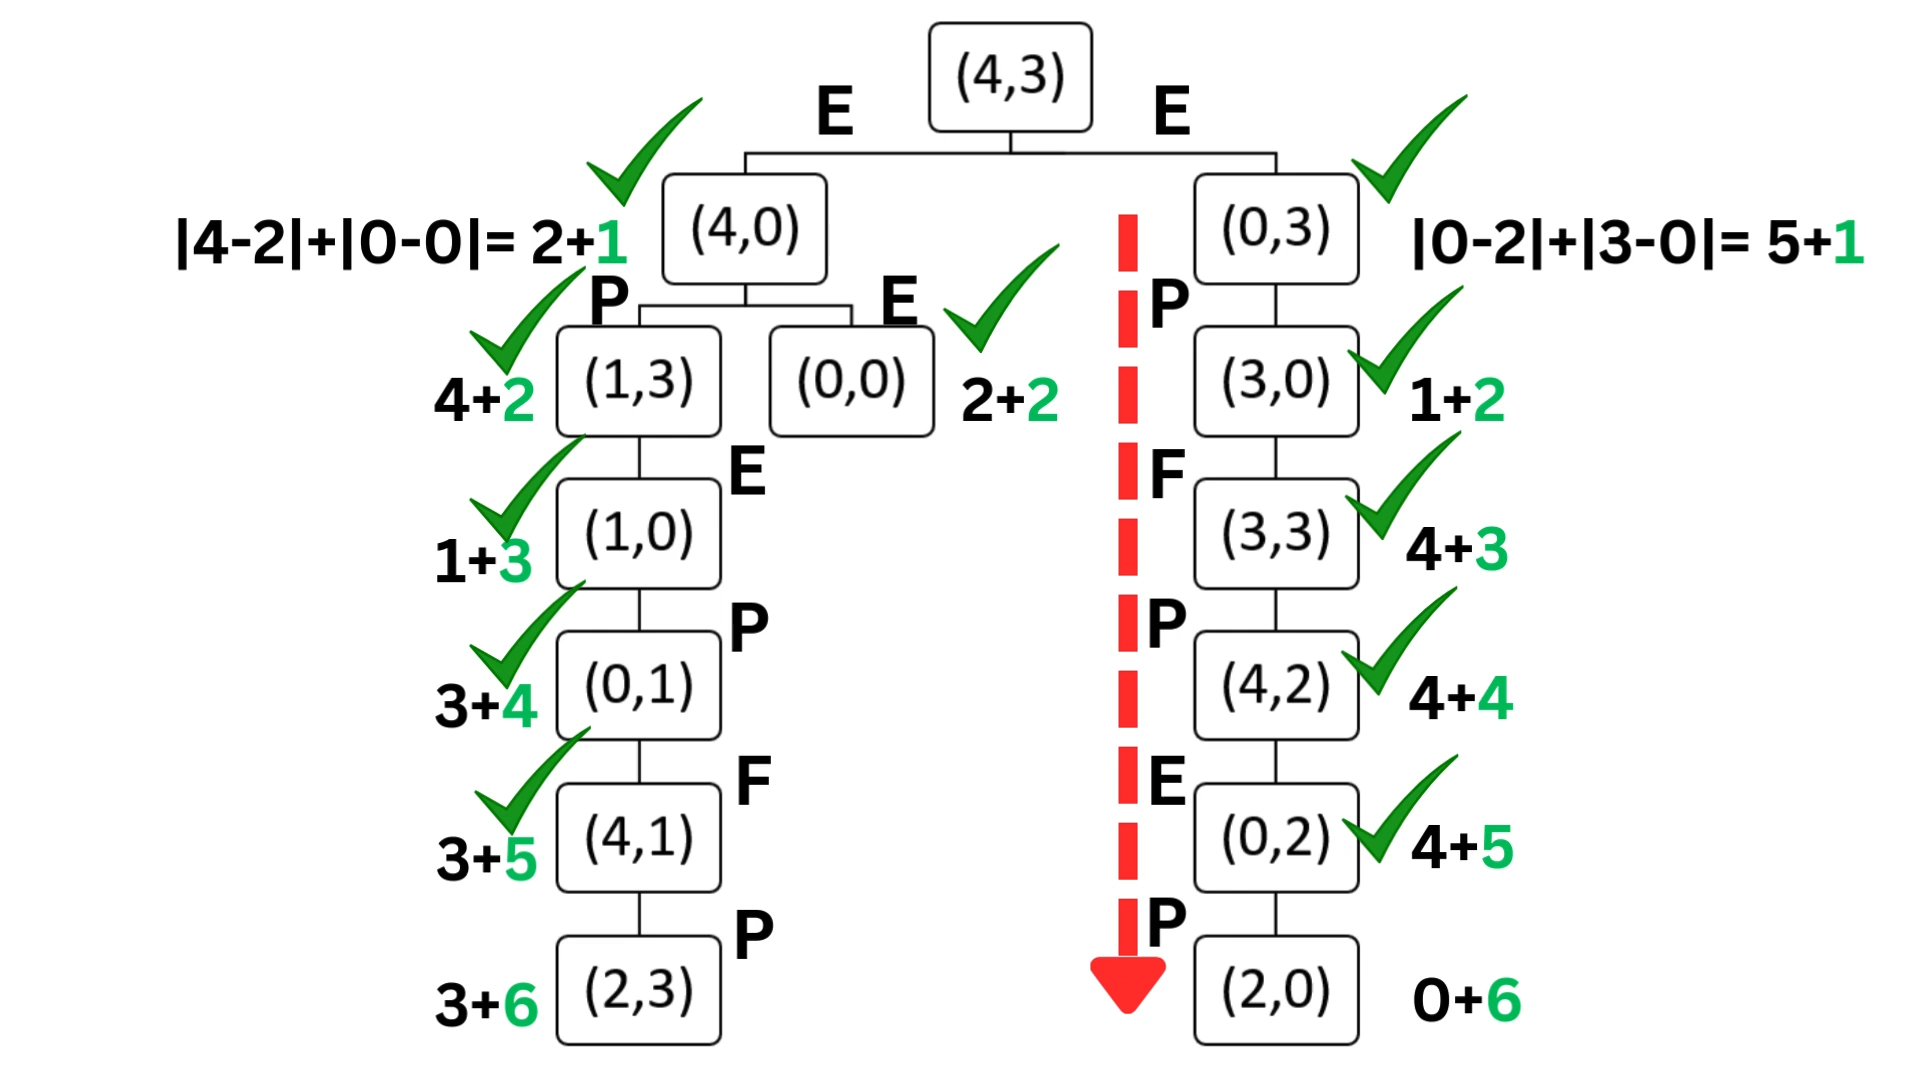 (4,3)
E E
(4,0) (0,3)
|4-2|+|0-0|= 2+1 |0-2|+|3-0|= 5+1
P E P
(1,3) (0,0) (3,0)
4+2 2+2 1+2
E F
(1,0) (3,3)
1+3 4+3
P P
(0,1) (4,2)
3+4 4+4
F E
(4,1) (0,2)
3+5 4+5
P P
(2,3) (2,0)
3+6 0+6